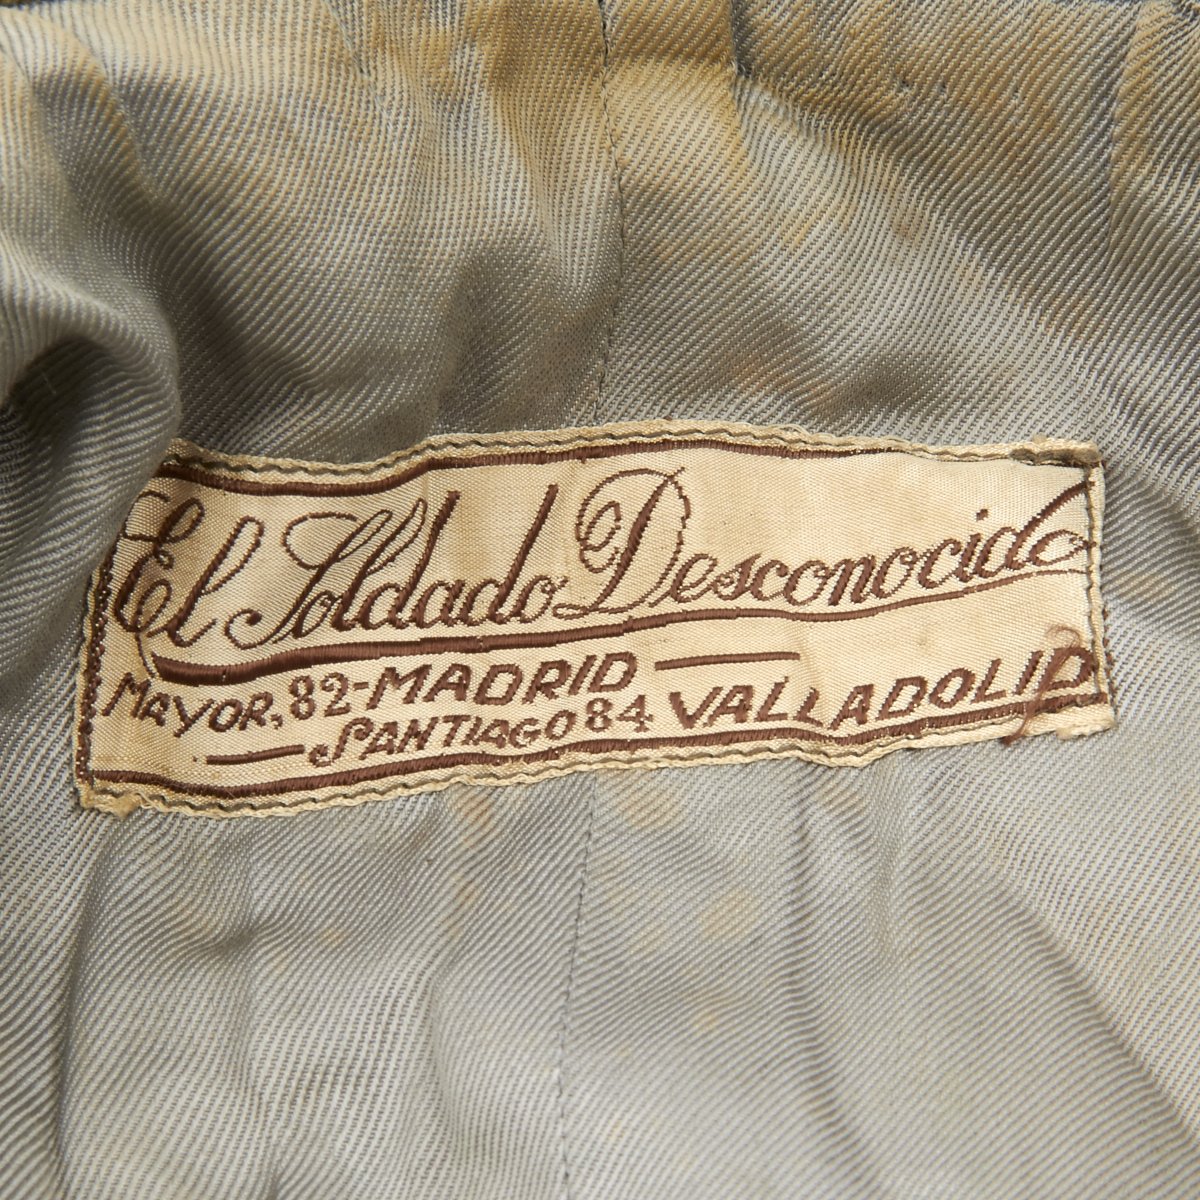 El Soldado Desconocido
MAYOR, 82-MADRID
SANTIAGO 84 VALLADOLID